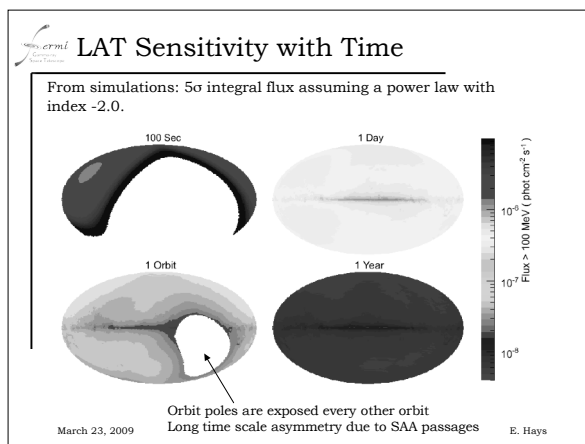 Fermi
Gamma-ray
Space Telescope
LAT Sensitivity with Time
From simulations: 5σ integral flux assuming a power law with
index -2.0.
100 Sec
1 Day
1 Orbit
1 Year
10⁻⁵
10⁻⁷
10⁻⁸
Flux > 100 MeV ( phot cm⁻² s⁻¹ )
Orbit poles are exposed every other orbit
Long time scale asymmetry due to SAA passages
March 23, 2009
E. Hays